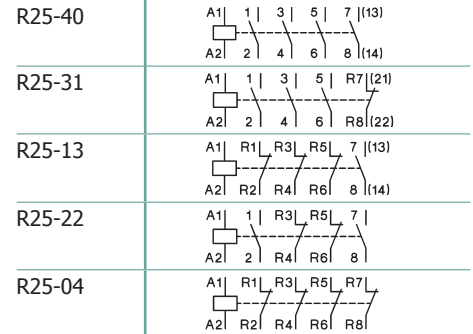 R25-40
A1 1 3 5 7 (13)
A2 2 4 6 8 (14)
R25-31
A1 1 3 5 R7 (21)
A2 2 4 6 R8 (22)
R25-13
A1 R1 R3 R5 7 (13)
A2 R2 R4 R6 8 (14)
R25-22
A1 1 R3 R5 7
A2 2 R4 R6 8
R25-04
A1 R1 R3 R5 R7
A2 R2 R4 R6 R8